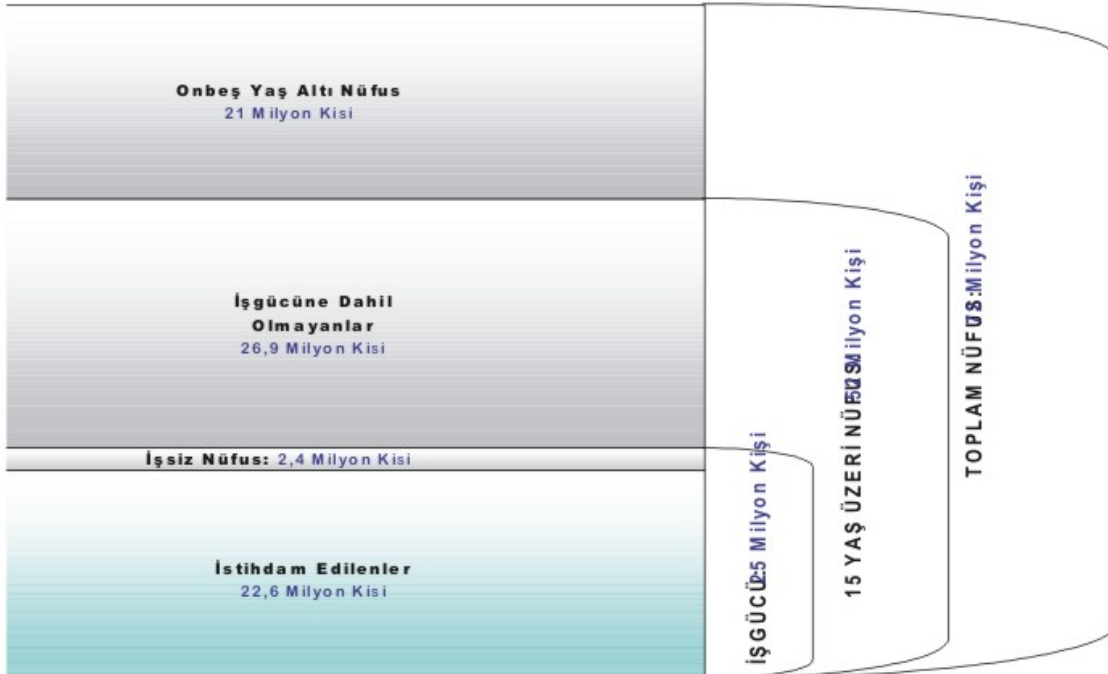 Onbeş Yaş Altı Nüfus
21 Milyon Kisi
İşgücüne Dahil
Olmayanlar
26,9 Milyon Kisi
İşsiz Nüfus: 2,4 Milyon Kisi
İstihdam Edilenler
22,6 Milyon Kisi
İŞGÜCÜ: 25 Milyon Kişi
15 YAŞ ÜZERİ NÜFUS: 52 Milyon Kişi
TOPLAM NÜFUS: Milyon Kişi